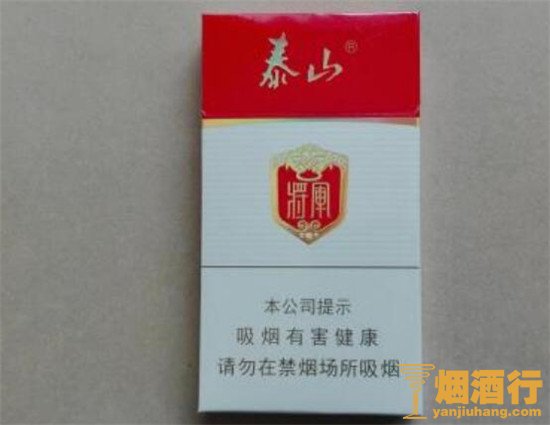 泰山®
将軍
本公司提示
吸烟有害健康
请勿在禁烟场所吸烟
烟酒行
yanjiuhang.com